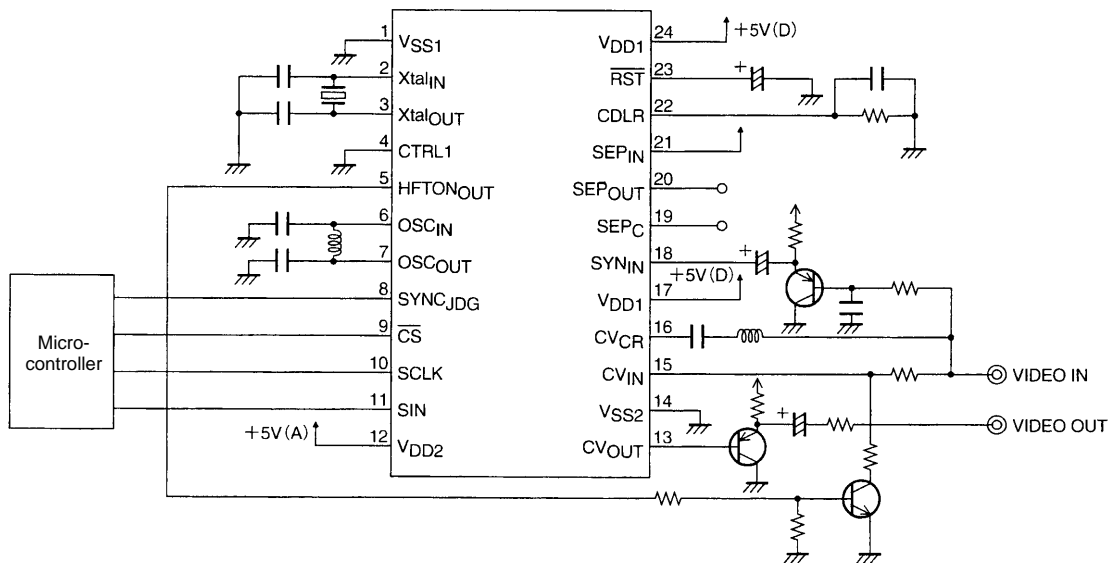 1 VSS1
2 XtalIN
3 XtalOUT
4 CTRL1
5 HFTONOUT
6 OSCIN
7 OSCOUT
8 SYNCJDG
9 CS
10 SCLK
11 SIN
+5V(A)
12 VDD2
Micro-
controller
VDD1 24 +5V(D)
RST 23 +
CDLR 22
SEPIN 21
SEPOUT 20
SEPC 19
SYNIN 18 +
+5V(D)
VDD1 17
CVCR 16
CVIN 15 VIDEO IN
VSS2 14
+ VIDEO OUT
CVOUT 13